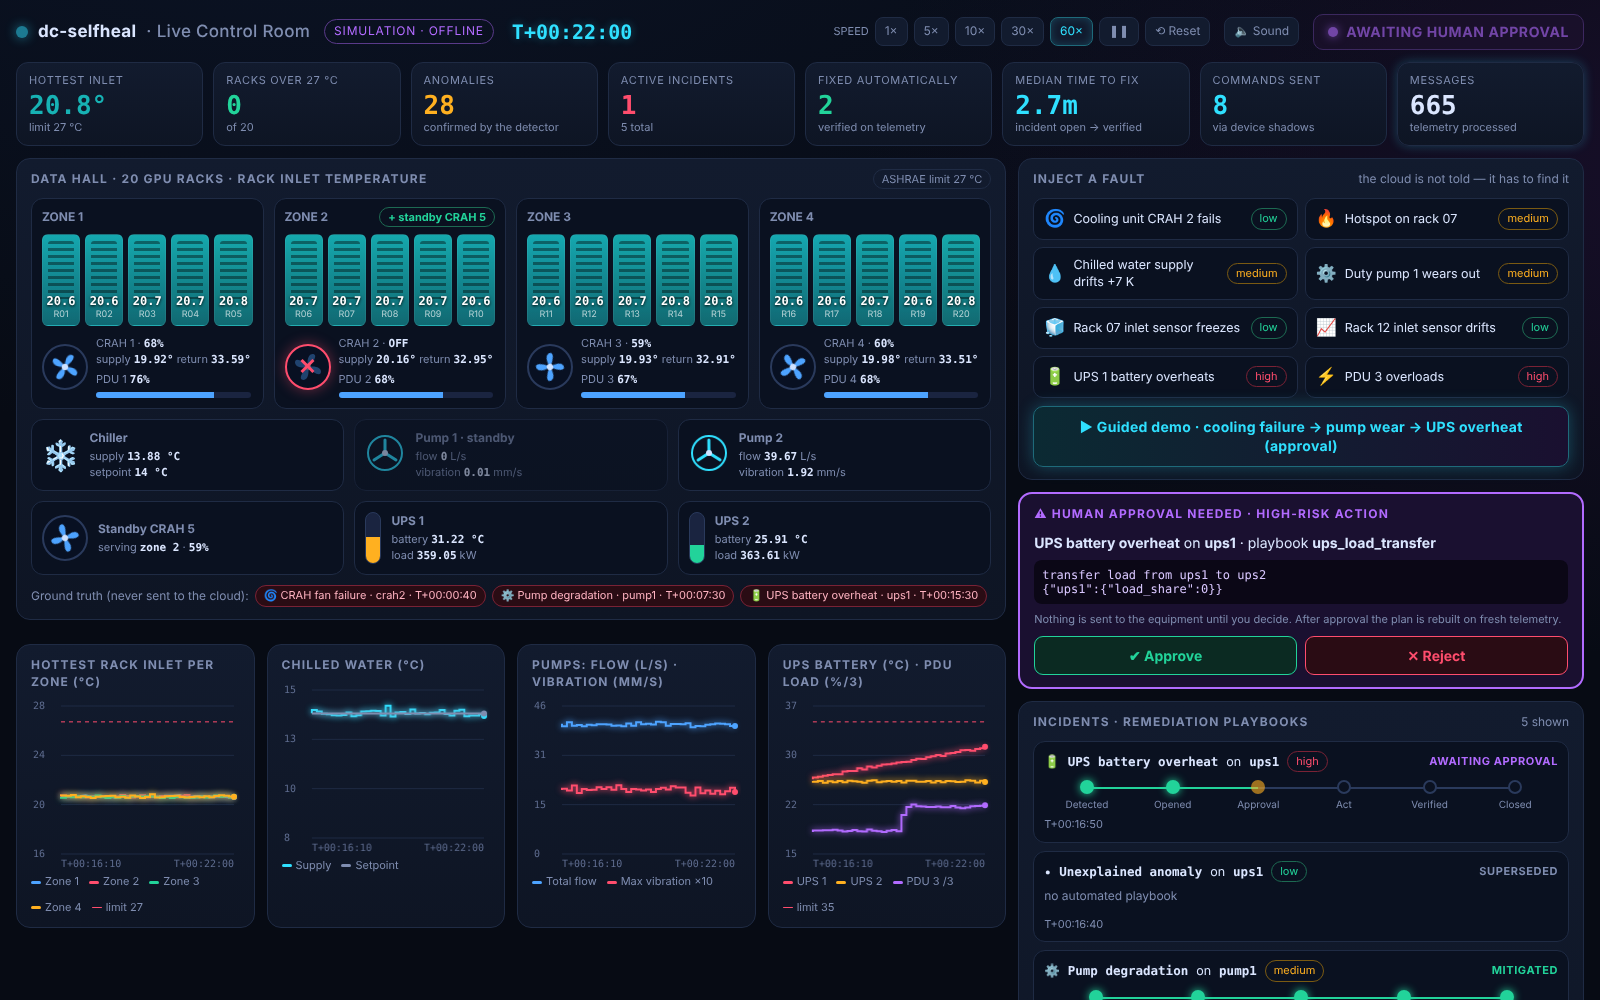 dc-selfheal · Live Control Room SIMULATION · OFFLINE T+00:22:00 SPEED 1× 5× 10× 30× 60× ❚❚ ⟲ Reset 🔈 Sound AWAITING HUMAN APPROVAL
HOTTEST INLET
20.8°
limit 27 °C
RACKS OVER 27 °C
0
of 20
ANOMALIES
28
confirmed by the detector
ACTIVE INCIDENTS
1
5 total
FIXED AUTOMATICALLY
2
verified on telemetry
MEDIAN TIME TO FIX
2.7m
incident open → verified
COMMANDS SENT
8
via device shadows
MESSAGES
665
telemetry processed
DATA HALL · 20 GPU RACKS · RACK INLET TEMPERATURE ASHRAE limit 27 °C
ZONE 1
20.6 20.6 20.7 20.7 20.8
R01 R02 R03 R04 R05
CRAH 1 · 68%
supply 19.92° return 33.59°
PDU 1 76%
ZONE 2 + standby CRAH 5
20.7 20.7 20.7 20.7 20.6
R06 R07 R08 R09 R10
CRAH 2 · OFF
supply 20.16° return 32.95°
PDU 2 68%
ZONE 3
20.6 20.6 20.7 20.8 20.8
R11 R12 R13 R14 R15
CRAH 3 · 59%
supply 19.93° return 32.91°
PDU 3 67%
ZONE 4
20.6 20.6 20.7 20.6 20.8
R16 R17 R18 R19 R20
CRAH 4 · 60%
supply 19.98° return 33.51°
PDU 4 68%
Chiller
supply 13.88 °C
setpoint 14 °C
Pump 1 · standby
flow 0 L/s
vibration 0.01 mm/s
Pump 2
flow 39.67 L/s
vibration 1.92 mm/s
Standby CRAH 5
serving zone 2 · 59%
UPS 1
battery 31.22 °C
load 359.05 kW
UPS 2
battery 25.91 °C
load 363.61 kW
Ground truth (never sent to the cloud): 🌀 CRAH fan failure · crah2 · T+00:00:40 ⚙️ Pump degradation · pump1 · T+00:07:30 🔋 UPS battery overheat · ups1 · T+00:15:30
HOTTEST RACK INLET PER
ZONE (°C)
28
24
20
16
T+00:16:10 T+00:22:00
Zone 1 Zone 2 Zone 3
Zone 4 — limit 27
CHILLED WATER (°C)
15
13
10
8
T+00:16:10 T+00:22:00
Supply Setpoint
PUMPS: FLOW (L/S) ·
VIBRATION (MM/S)
46
31
15
0
T+00:16:10 T+00:22:00
Total flow Max vibration ×10
UPS BATTERY (°C) · PDU
LOAD (%/3)
37
30
22
15
T+00:16:10 T+00:22:00
UPS 1 UPS 2 PDU 3 /3
— limit 35
INJECT A FAULT the cloud is not told — it has to find it
🌀 Cooling unit CRAH 2 fails low
🔥 Hotspot on rack 07 medium
💧 Chilled water supply
drifts +7 K medium
⚙️ Duty pump 1 wears out medium
🧊 Rack 07 inlet sensor freezes low
📈 Rack 12 inlet sensor drifts low
🔋 UPS 1 battery overheats high
⚡ PDU 3 overloads high
▶ Guided demo · cooling failure → pump wear → UPS overheat
(approval)
⚠ HUMAN APPROVAL NEEDED · HIGH-RISK ACTION
UPS battery overheat on ups1 · playbook ups_load_transfer
transfer load from ups1 to ups2
{"ups1":{"load_share":0}}
Nothing is sent to the equipment until you decide. After approval the plan is rebuilt on fresh telemetry.
✔ Approve ✕ Reject
INCIDENTS · REMEDIATION PLAYBOOKS 5 shown
🔋 UPS battery overheat on ups1 high AWAITING APPROVAL
Detected Opened Approval Act Verified Closed
T+00:16:50
• Unexplained anomaly on ups1 low SUPERSEDED
no automated playbook
T+00:16:40
⚙️ Pump degradation on pump1 medium MITIGATED